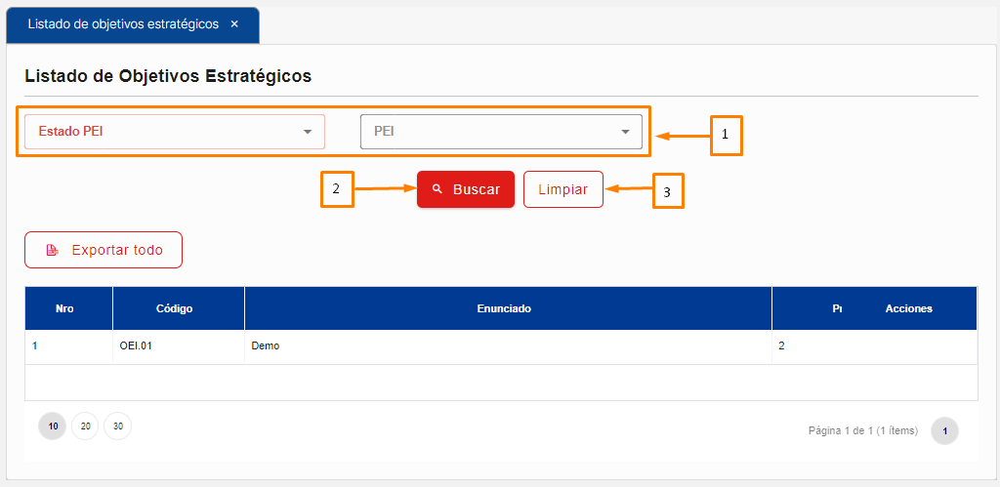 Listado de objetivos estratégicos ×
Listado de Objetivos Estratégicos
Estado PEI PEI 1
2 Buscar Limpiar 3
Exportar todo
Nro Código Enunciado Pr Acciones
1 OEI.01 Demo 2
10 20 30 Página 1 de 1 (1 ítems) 1